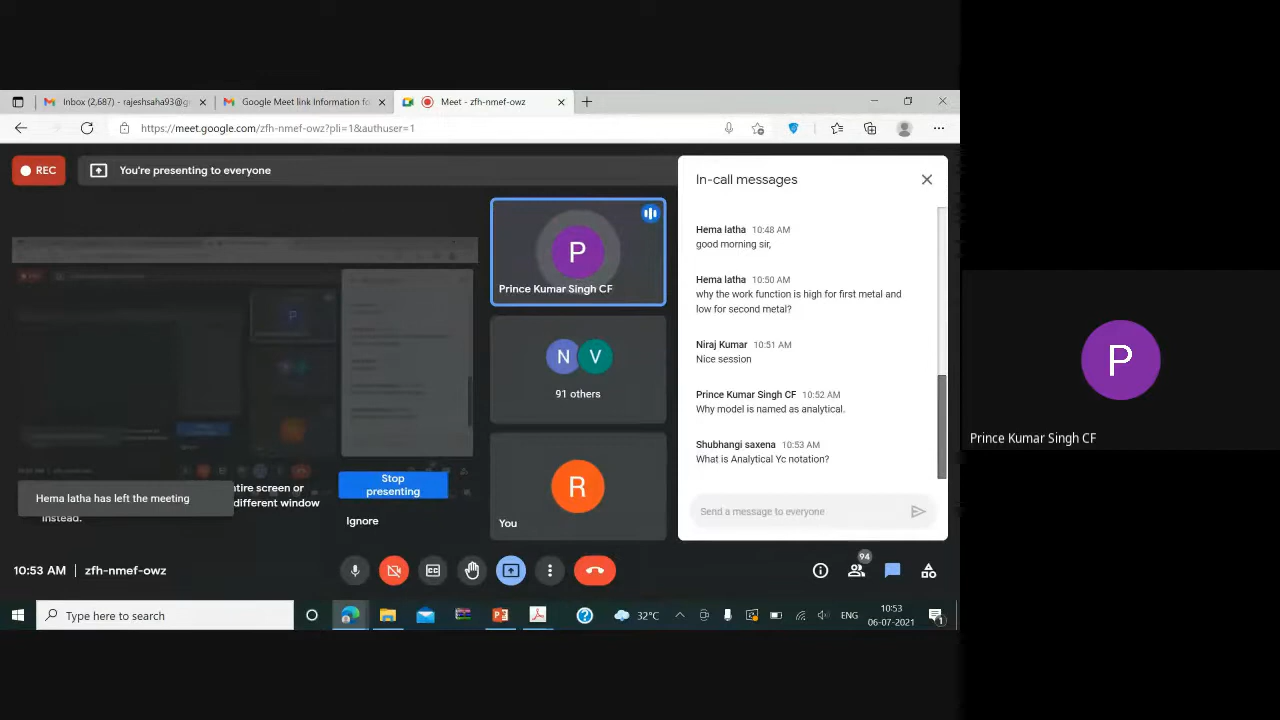 Inbox (2,687) - rajeshsaha93@g
Google Meet link Information fo
Meet - zfh-nmef-owz
https://meet.google.com/zfh-nmef-owz?pli=1&authuser=1
REC
You're presenting to everyone
In-call messages
Hema latha 10:48 AM
good morning sir,
Hema latha 10:50 AM
why the work function is high for first metal and
low for second metal?
Niraj Kumar 10:51 AM
Nice session
Prince Kumar Singh CF 10:52 AM
Why model is named as analytical.
Shubhangi saxena 10:53 AM
What is Analytical Yc notation?
Send a message to everyone
P
Prince Kumar Singh CF
N V
91 others
R
You
Hema latha has left the meeting
ntire screen or
different window
instead.
Stop
presenting
Ignore
10:53 AM | zfh-nmef-owz
94
Type here to search
32°C
ENG
10:53
06-07-2021
1
P
Prince Kumar Singh CF